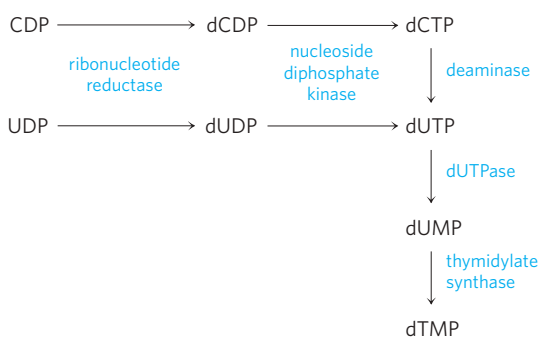 CDP dCDP dCTP
ribonucleotide
reductase
nucleoside
diphosphate
kinase
deaminase
UDP dUDP dUTP
dUTPase
dUMP
thymidylate
synthase
dTMP